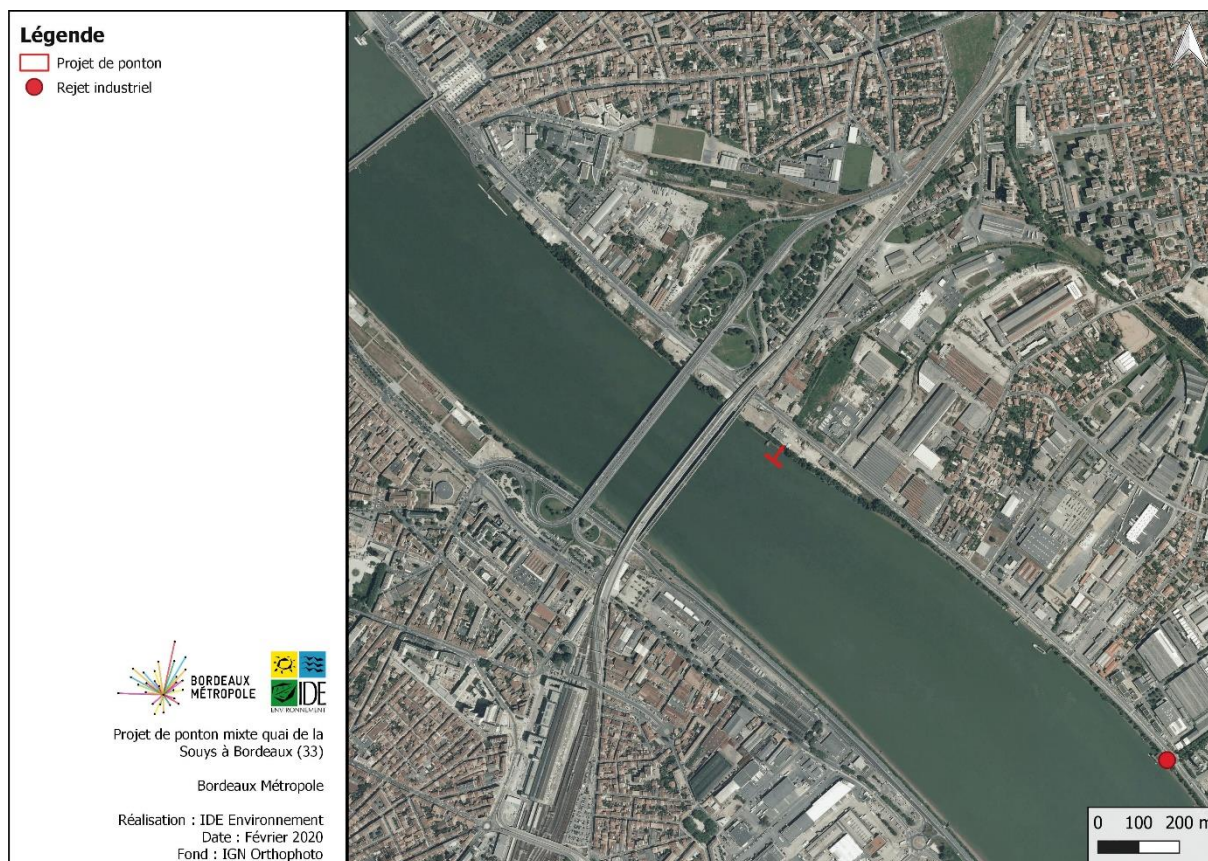 Légende
Projet de ponton
Rejet industriel
BORDEAUX
MÉTROPOLE
IDE
ENVIRONNEMENT
Projet de ponton mixte quai de la
Souys à Bordeaux (33)
Bordeaux Métropole
Réalisation : IDE Environnement
Date : Février 2020
Fond : IGN Orthophoto
0 100 200 m